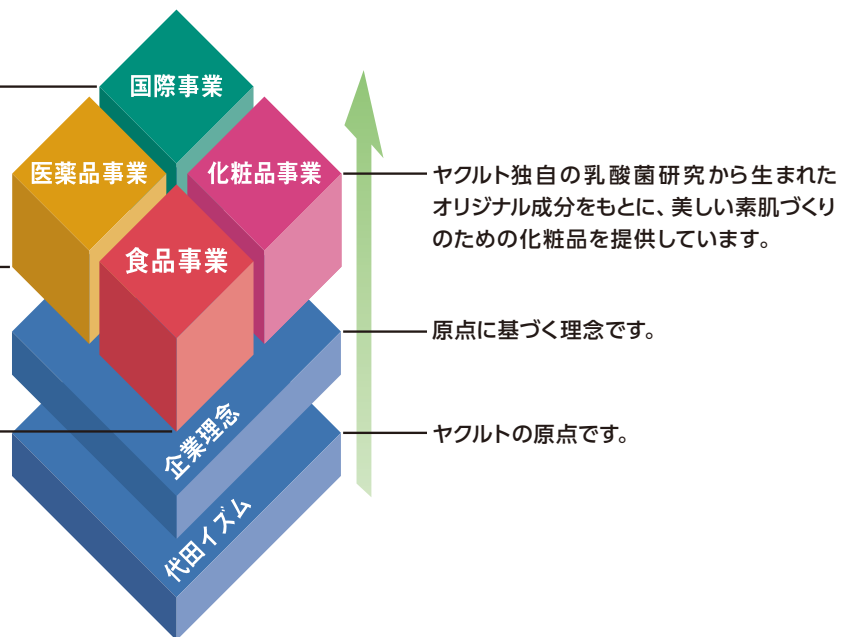 国際事業
医薬品事業
化粧品事業
食品事業
ヤクルト独自の乳酸菌研究から生まれた
オリジナル成分をもとに、美しい素肌づくり
のための化粧品を提供しています。
原点に基づく理念です。
企業理念
ヤクルトの原点です。
代田イズム